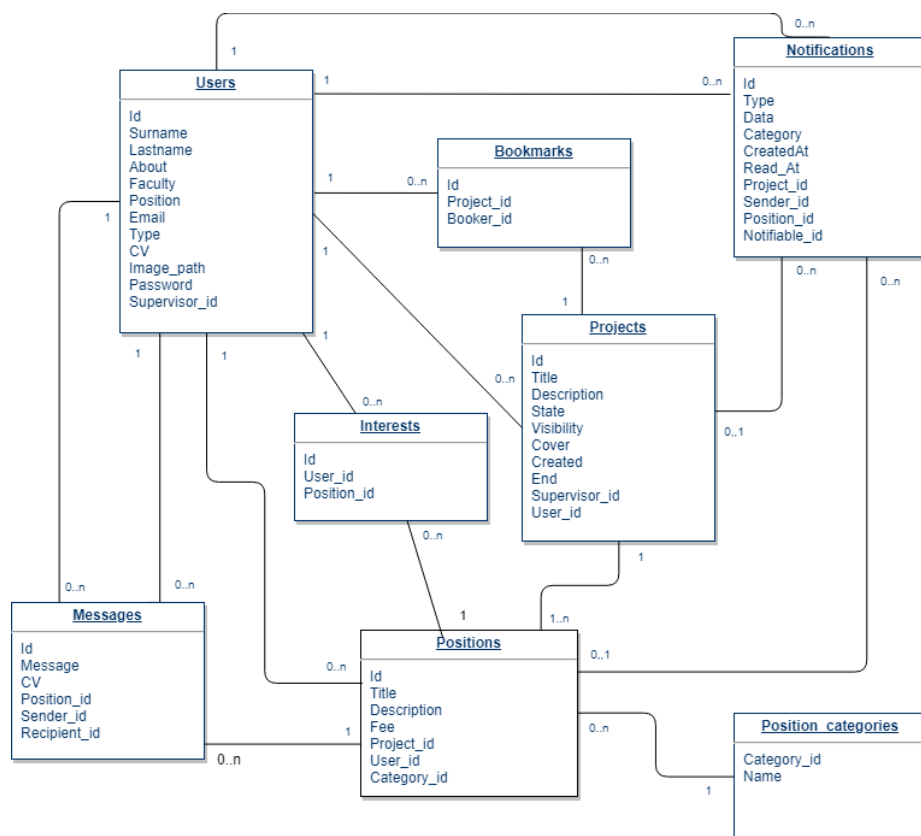 0..n
1
Notifications
Id
Type
Data
Category
CreatedAt
Read_At
Project_id
Sender_id
Position_id
Notifiable_id
Users
Id
Surname
Lastname
About
Faculty
Position
Email
Type
CV
Image_path
Password
Supervisor_id
1
0..n
Bookmarks
Id
Project_id
Booker_id
1
0..n
1
1
0..n
1
0..n
0..n
Projects
Id
Title
Description
State
Visibility
Cover
Created
End
Supervisor_id
User_id
1
1
1
0..n
0..n
0..1
Interests
Id
User_id
Position_id
0..n
1
0..n
0..n
1
1..n
Messages
Id
Message
CV
Position_id
Sender_id
Recipient_id
Positions
Id
Title
Description
Fee
Project_id
User_id
Category_id
0..n
0..1
1
0..n
0..n
1
Position_categories
Category_id
Name